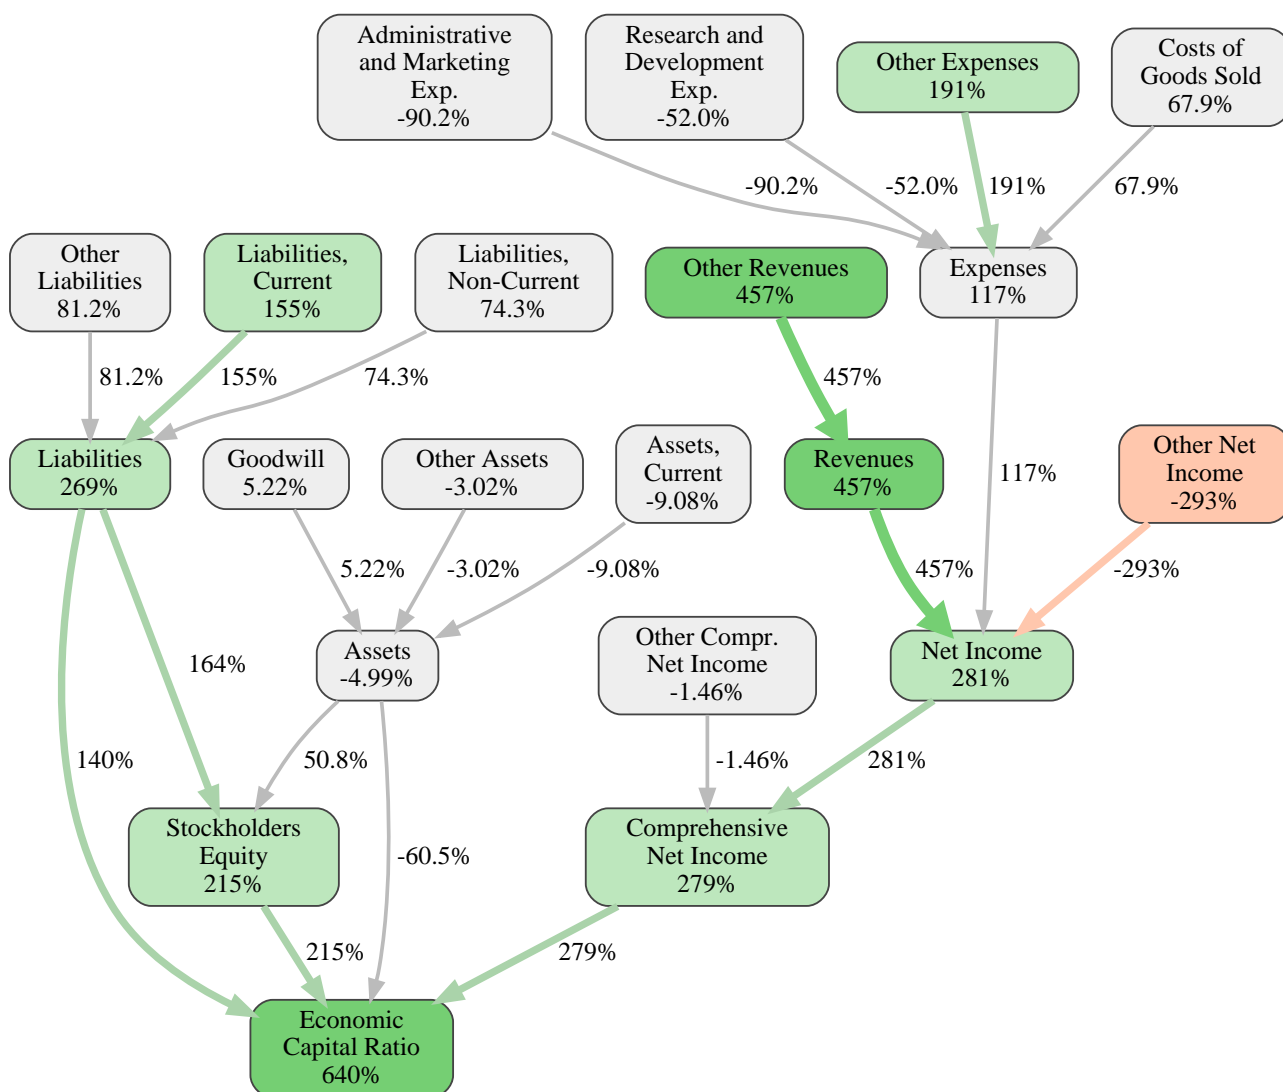 Administrative
and Marketing
Exp.
-90.2%
Research and
Development
Exp.
-52.0%
Other Expenses
191%
Costs of
Goods Sold
67.9%
-90.2%
-52.0%
191%
67.9%
Other
Liabilities
81.2%
Liabilities,
Current
155%
Liabilities,
Non-Current
74.3%
Other Revenues
457%
Expenses
117%
81.2%
155%
74.3%
457%
Liabilities
269%
Goodwill
5.22%
Other Assets
-3.02%
Assets,
Current
-9.08%
Revenues
457%
117%
Other Net
Income
-293%
5.22%
-3.02%
-9.08%
457%
-293%
164%
Assets
-4.99%
Other Compr.
Net Income
-1.46%
Net Income
281%
140%
50.8%
-1.46%
281%
Stockholders
Equity
215%
-60.5%
Comprehensive
Net Income
279%
215%
279%
Economic
Capital Ratio
640%